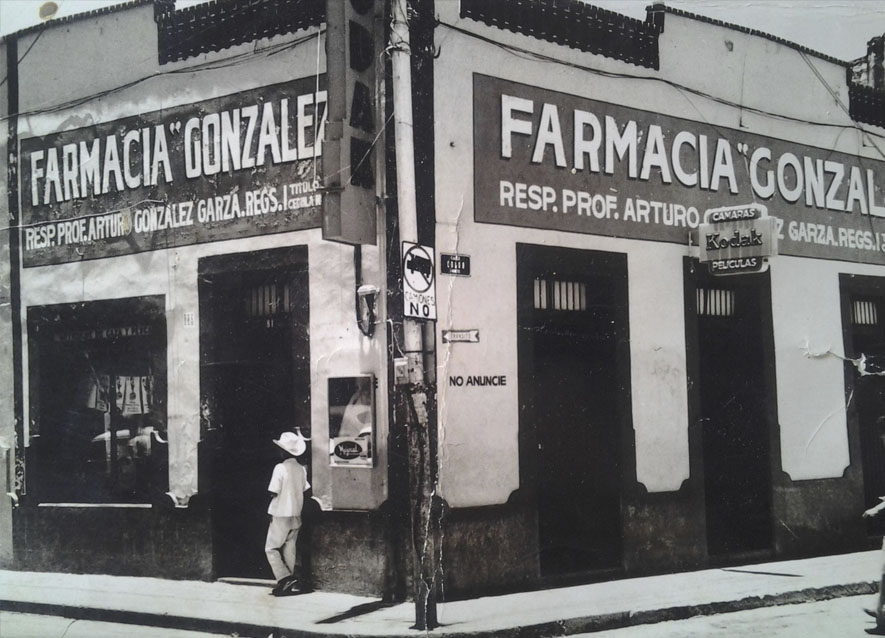 FARMACIA "GONZALEZ
RESP. PROF. ARTURO GONZALEZ GARZA. REGS.
TITULO
CEDULA
CAMIONES
NO
NO ANUNCIE
FARMACIA "GONZAL
RESP. PROF. ARTURO Z GARZA. REGS.
CAMARAS
Kodak
PELICULAS